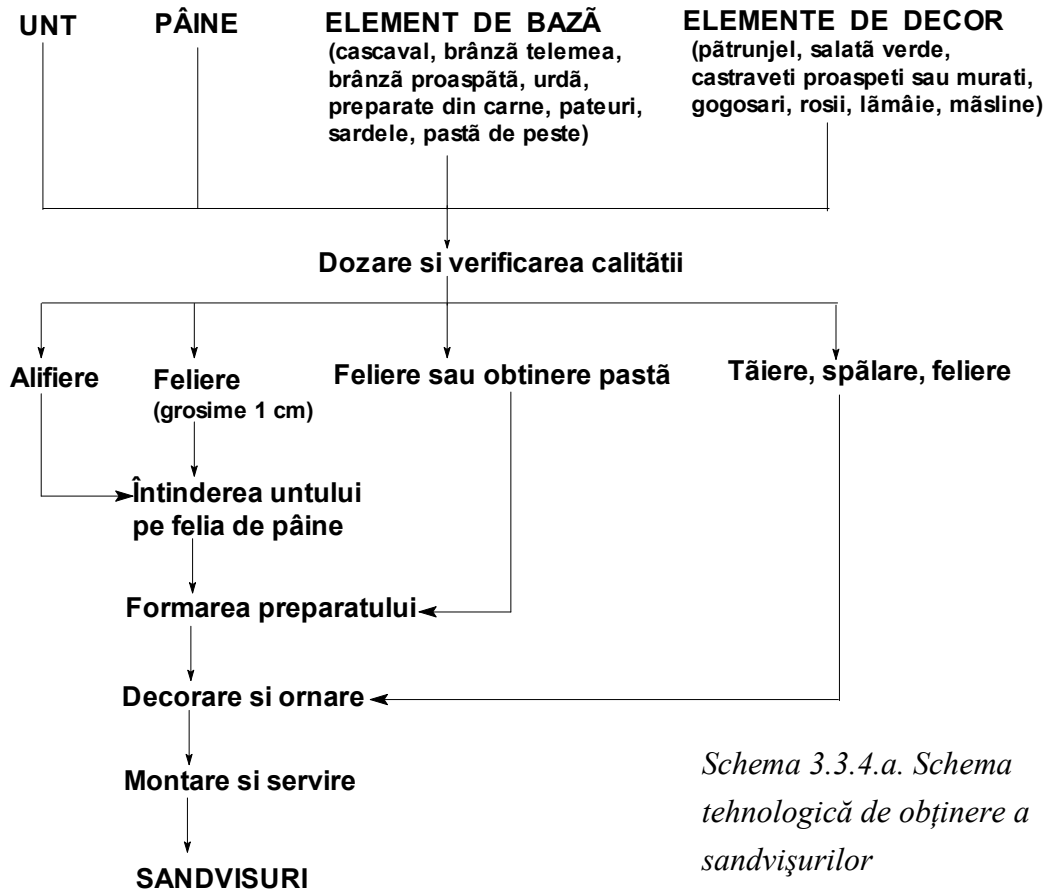 UNT
PÂINE
ELEMENT DE BAZÃ
(cascaval, brânzã telemea,
brânzã proaspãtã, urdã,
preparate din carne, pateuri,
sardele, pastã de peste)
ELEMENTE DE DECOR
(pãtrunjel, salatã verde,
castraveti proaspeti sau murati,
gogosari, rosii, lãmâie, mãsline)
Dozare si verificarea calitãtii
Alifiere
Feliere
(grosime 1 cm)
Feliere sau obtinere pastã
Tãiere, spãlare, feliere
Întinderea untului
pe felia de pâine
Formarea preparatului
Decorare si ornare
Montare si servire
SANDVISURI
Schema 3.3.4.a. Schema
tehnologică de obținere a
sandvişurilor